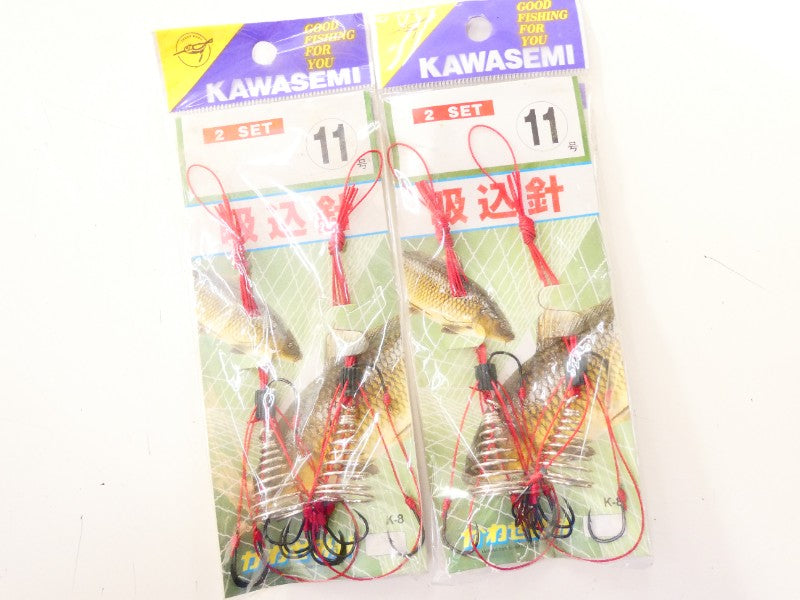 GOOD
FISHING
FOR
YOU
KAWASEMI
2 SET
11
号
吸込針
K-8
GOOD
FISHING
FOR
YOU
KAWASEMI
2 SET
11
号
吸込針